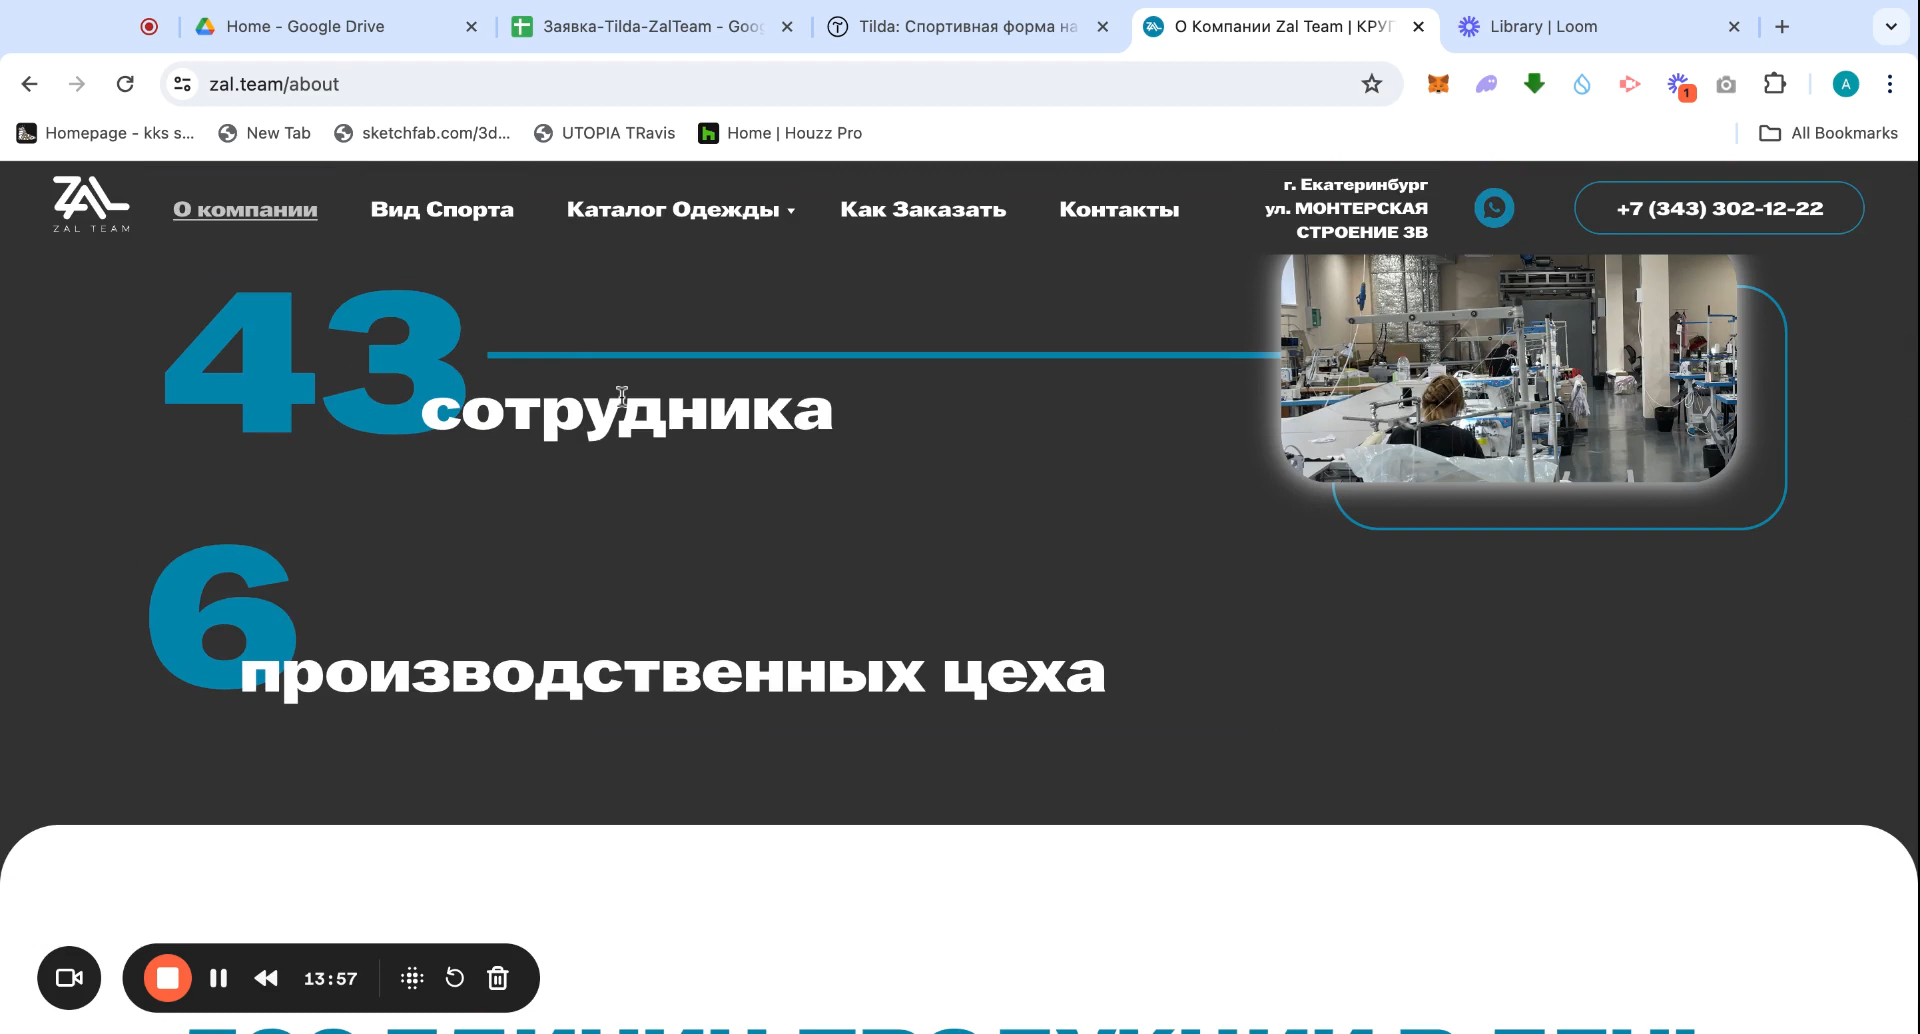 Home - Google Drive
Заявка-Tilda-ZalTeam - Goog
Tilda: Спортивная форма на
О Компании Zal Team | КРУГ
Library | Loom
zal.team/about
1
A
Homepage - kks s...
New Tab
sketchfab.com/3d...
UTOPIA TRavis
Home | Houzz Pro
All Bookmarks
ZAL
ZAL TEAM
О компании
Вид Спорта
Каталог Одежды
Как Заказать
Контакты
г. Екатеринбург
ул. МОНТЕРСКАЯ
СТРОЕНИЕ 3В
+7 (343) 302-12-22
43
сотрудника
6
производственных цеха
13:57